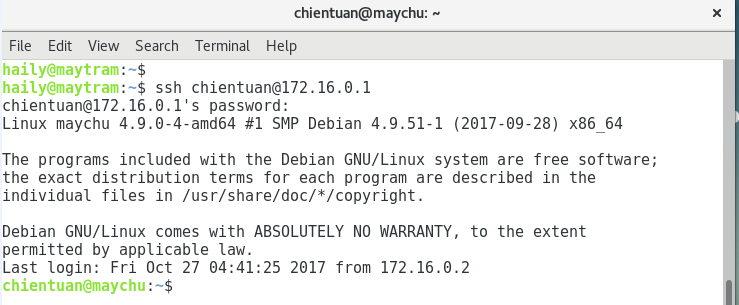 chientuan@maychu: ~
File Edit View Search Terminal Help
haily@maytram:~$
haily@maytram:~$ ssh chientuan@172.16.0.1
chientuan@172.16.0.1's password:
Linux maychu 4.9.0-4-amd64 #1 SMP Debian 4.9.51-1 (2017-09-28) x86_64

The programs included with the Debian GNU/Linux system are free software;
the exact distribution terms for each program are described in the
individual files in /usr/share/doc/*/copyright.

Debian GNU/Linux comes with ABSOLUTELY NO WARRANTY, to the extent
permitted by applicable law.
Last login: Fri Oct 27 04:41:25 2017 from 172.16.0.2
chientuan@maychu:~$